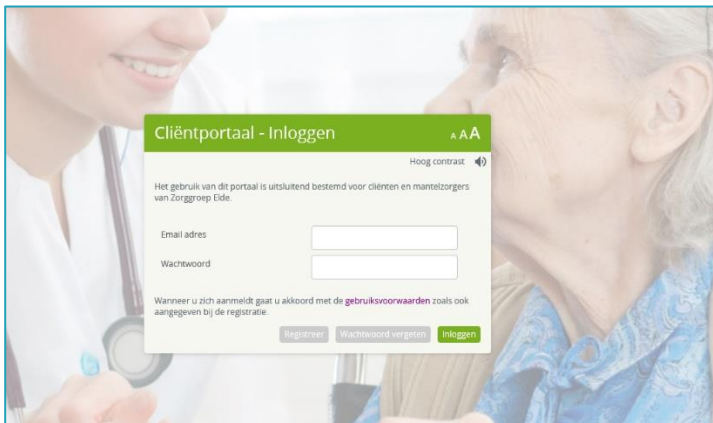 Cliëntportaal - Inloggen
A A A
Hoog contrast
Het gebruik van dit portaal is uitsluitend bestemd voor cliënten en mantelzorgers
van Zorggroep Elde.
Email adres
Wachtwoord
Wanneer u zich aanmeldt gaat u akkoord met de gebruiksvoorwaarden zoals ook
aangegeven bij de registratie.
Registreer Wachtwoord vergeten Inloggen